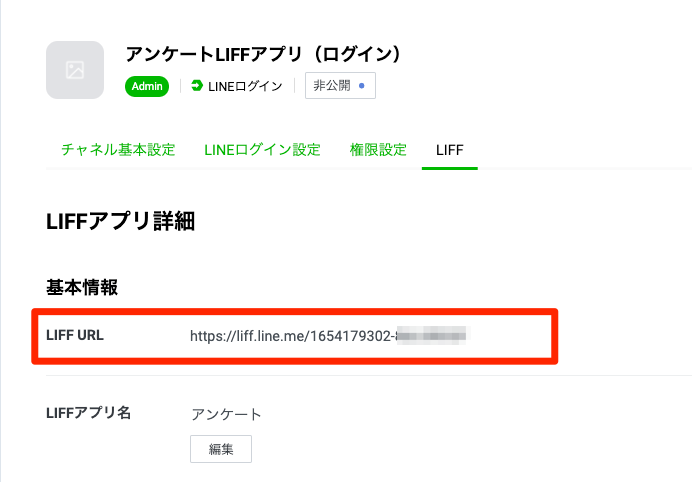 アンケートLIFFアプリ（ログイン）
Admin LINEログイン 非公開
チャネル基本設定 LINEログイン設定 権限設定 LIFF
LIFFアプリ詳細
基本情報
LIFF URL https://liff.line.me/1654179302-
LIFFアプリ名 アンケート
編集